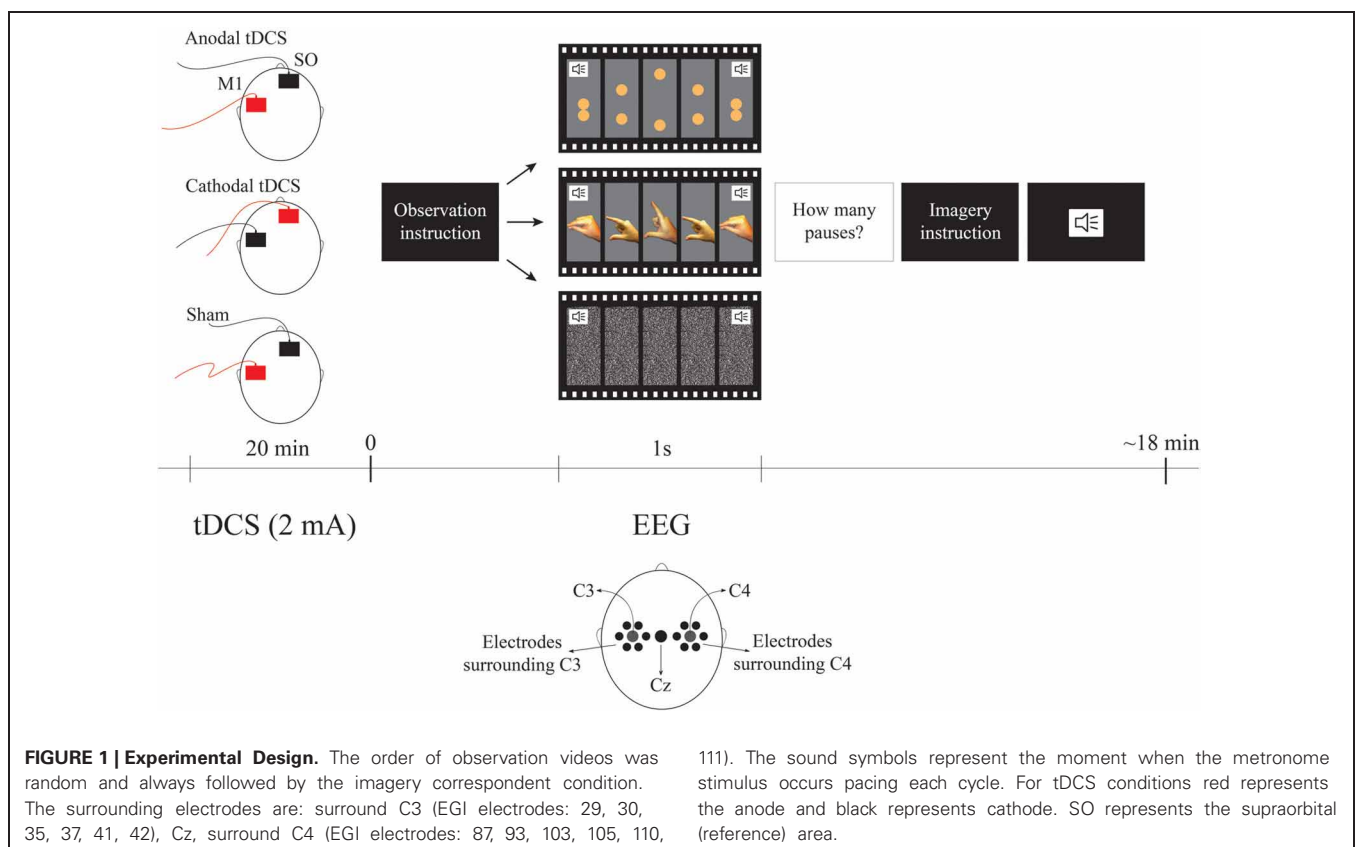 Anodal tDCS
SO
M1
Cathodal tDCS
Sham
Observation
instruction
How many
pauses?
Imagery
instruction
20 min
0
1s
~18 min
tDCS (2 mA)
EEG
C3
C4
Electrodes
surrounding C3
Electrodes
surrounding C4
Cz
FIGURE 1 | Experimental Design. The order of observation videos was
random and always followed by the imagery correspondent condition.
The surrounding electrodes are: surround C3 (EGI electrodes: 29, 30,
35, 37, 41, 42), Cz, surround C4 (EGI electrodes: 87, 93, 103, 105, 110,
111). The sound symbols represent the moment when the metronome
stimulus occurs pacing each cycle. For tDCS conditions red represents
the anode and black represents cathode. SO represents the supraorbital
(reference) area.